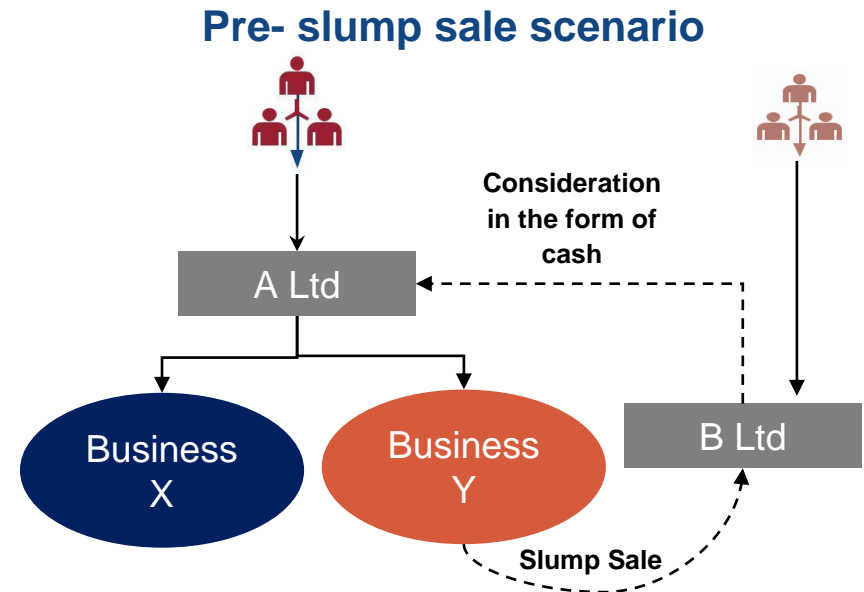 Pre- slump sale scenario
Consideration
in the form of
cash
A Ltd
Business
X
Business
Y
B Ltd
Slump Sale